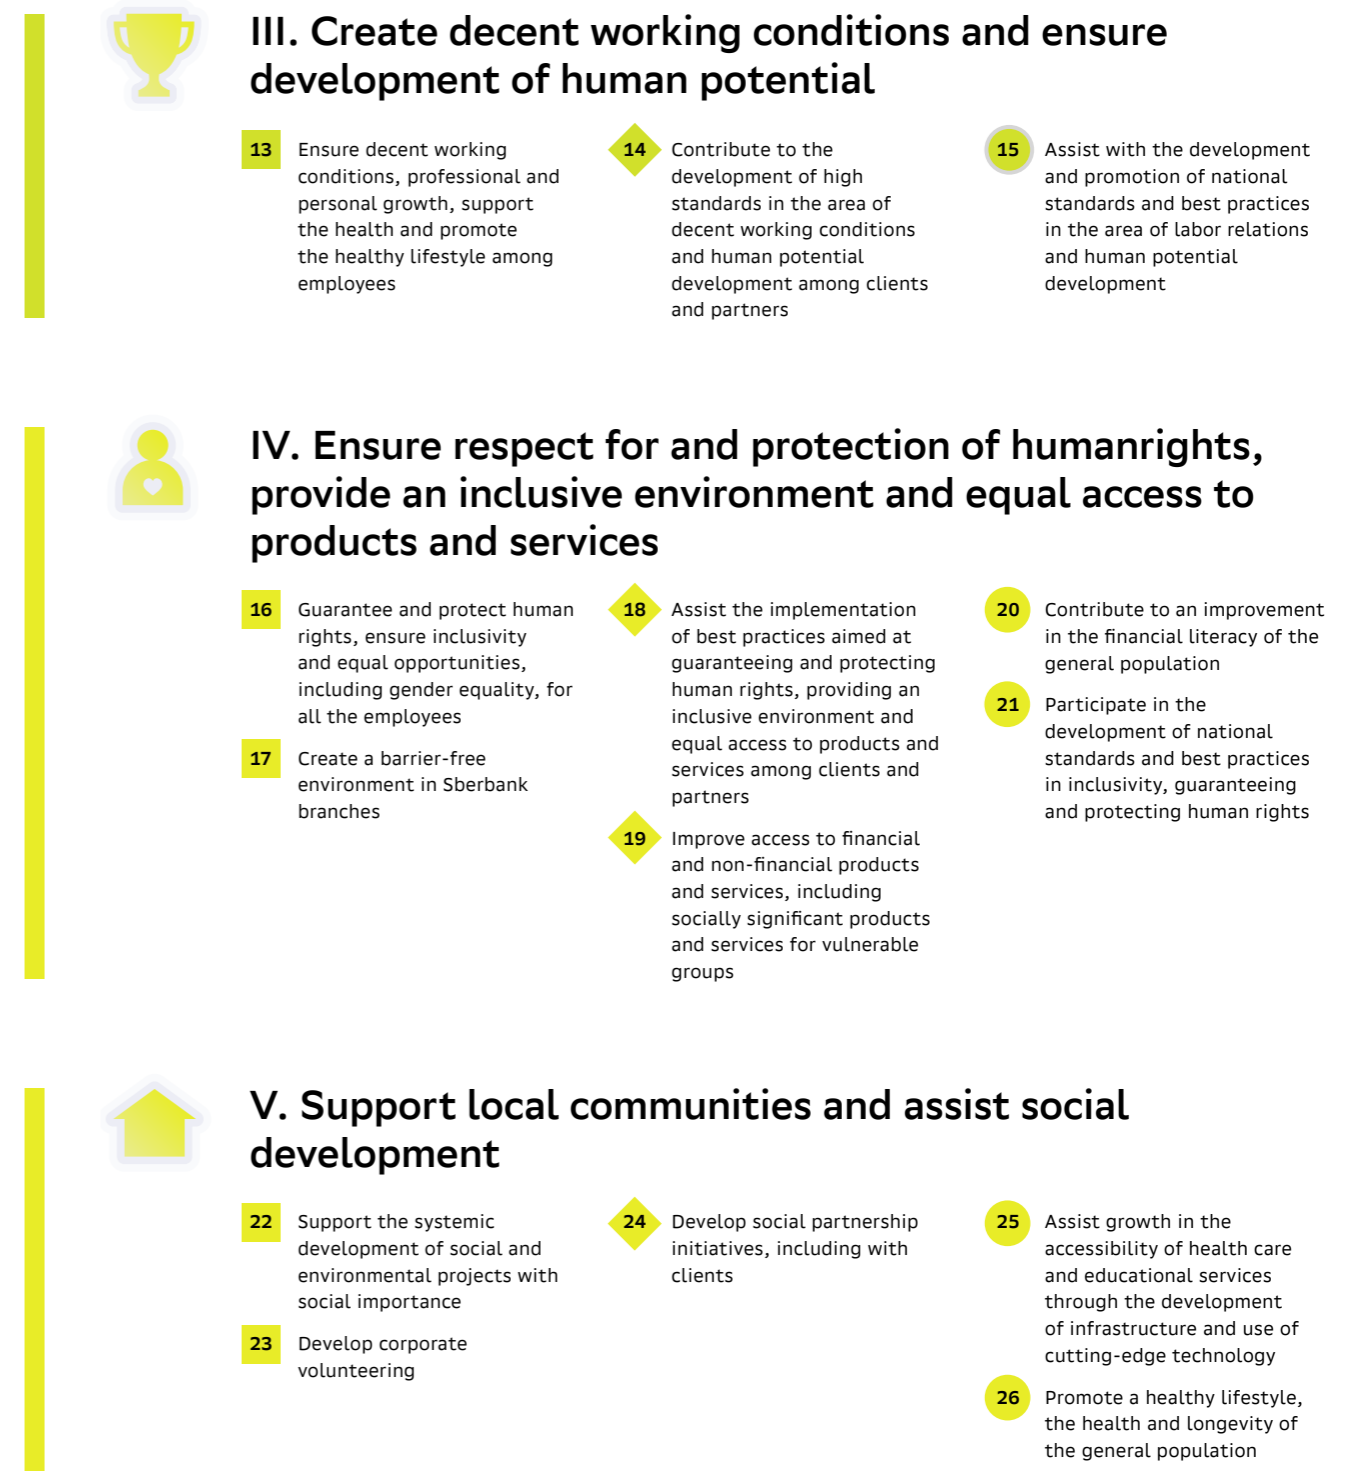 III. Create decent working conditions and ensure
development of human potential
13
Ensure decent working
conditions, professional and
personal growth, support
the health and promote
the healthy lifestyle among
employees
14
Contribute to the
development of high
standards in the area of
decent working conditions
and human potential
development among clients
and partners
15
Assist with the development
and promotion of national
standards and best practices
in the area of labor relations
and human potential
development
IV. Ensure respect for and protection of humanrights,
provide an inclusive environment and equal access to
products and services
16
Guarantee and protect human
rights, ensure inclusivity
and equal opportunities,
including gender equality, for
all the employees
17
Create a barrier-free
environment in Sberbank
branches
18
Assist the implementation
of best practices aimed at
guaranteeing and protecting
human rights, providing an
inclusive environment and
equal access to products and
services among clients and
partners
19
Improve access to financial
and non-financial products
and services, including
socially significant products
and services for vulnerable
groups
20
Contribute to an improvement
in the financial literacy of the
general population
21
Participate in the
development of national
standards and best practices
in inclusivity, guaranteeing
and protecting human rights
V. Support local communities and assist social
development
22
Support the systemic
development of social and
environmental projects with
social importance
23
Develop corporate
volunteering
24
Develop social partnership
initiatives, including with
clients
25
Assist growth in the
accessibility of health care
and educational services
through the development
of infrastructure and use of
cutting-edge technology
26
Promote a healthy lifestyle,
the health and longevity of
the general population